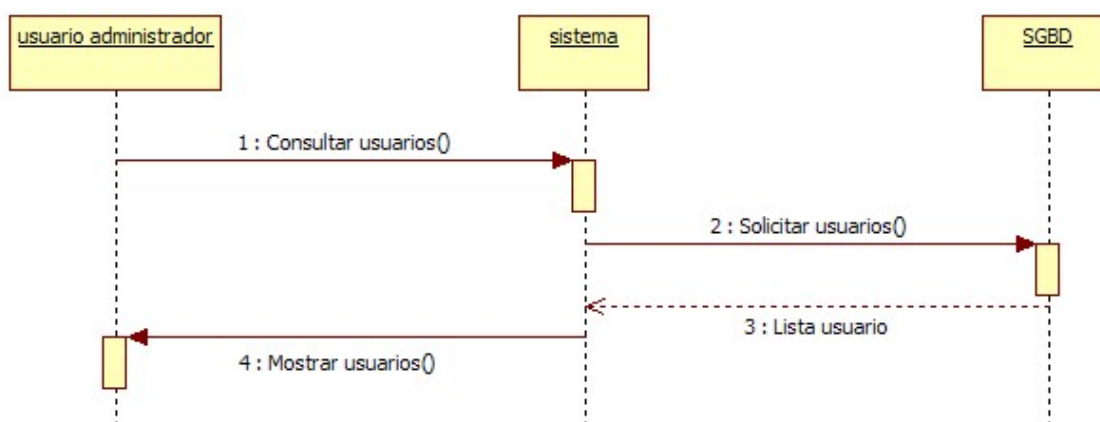 usuario administrador
sistema
SGBD
1 : Consultar usuarios()
2 : Solicitar usuarios()
3 : Lista usuario
4 : Mostrar usuarios()